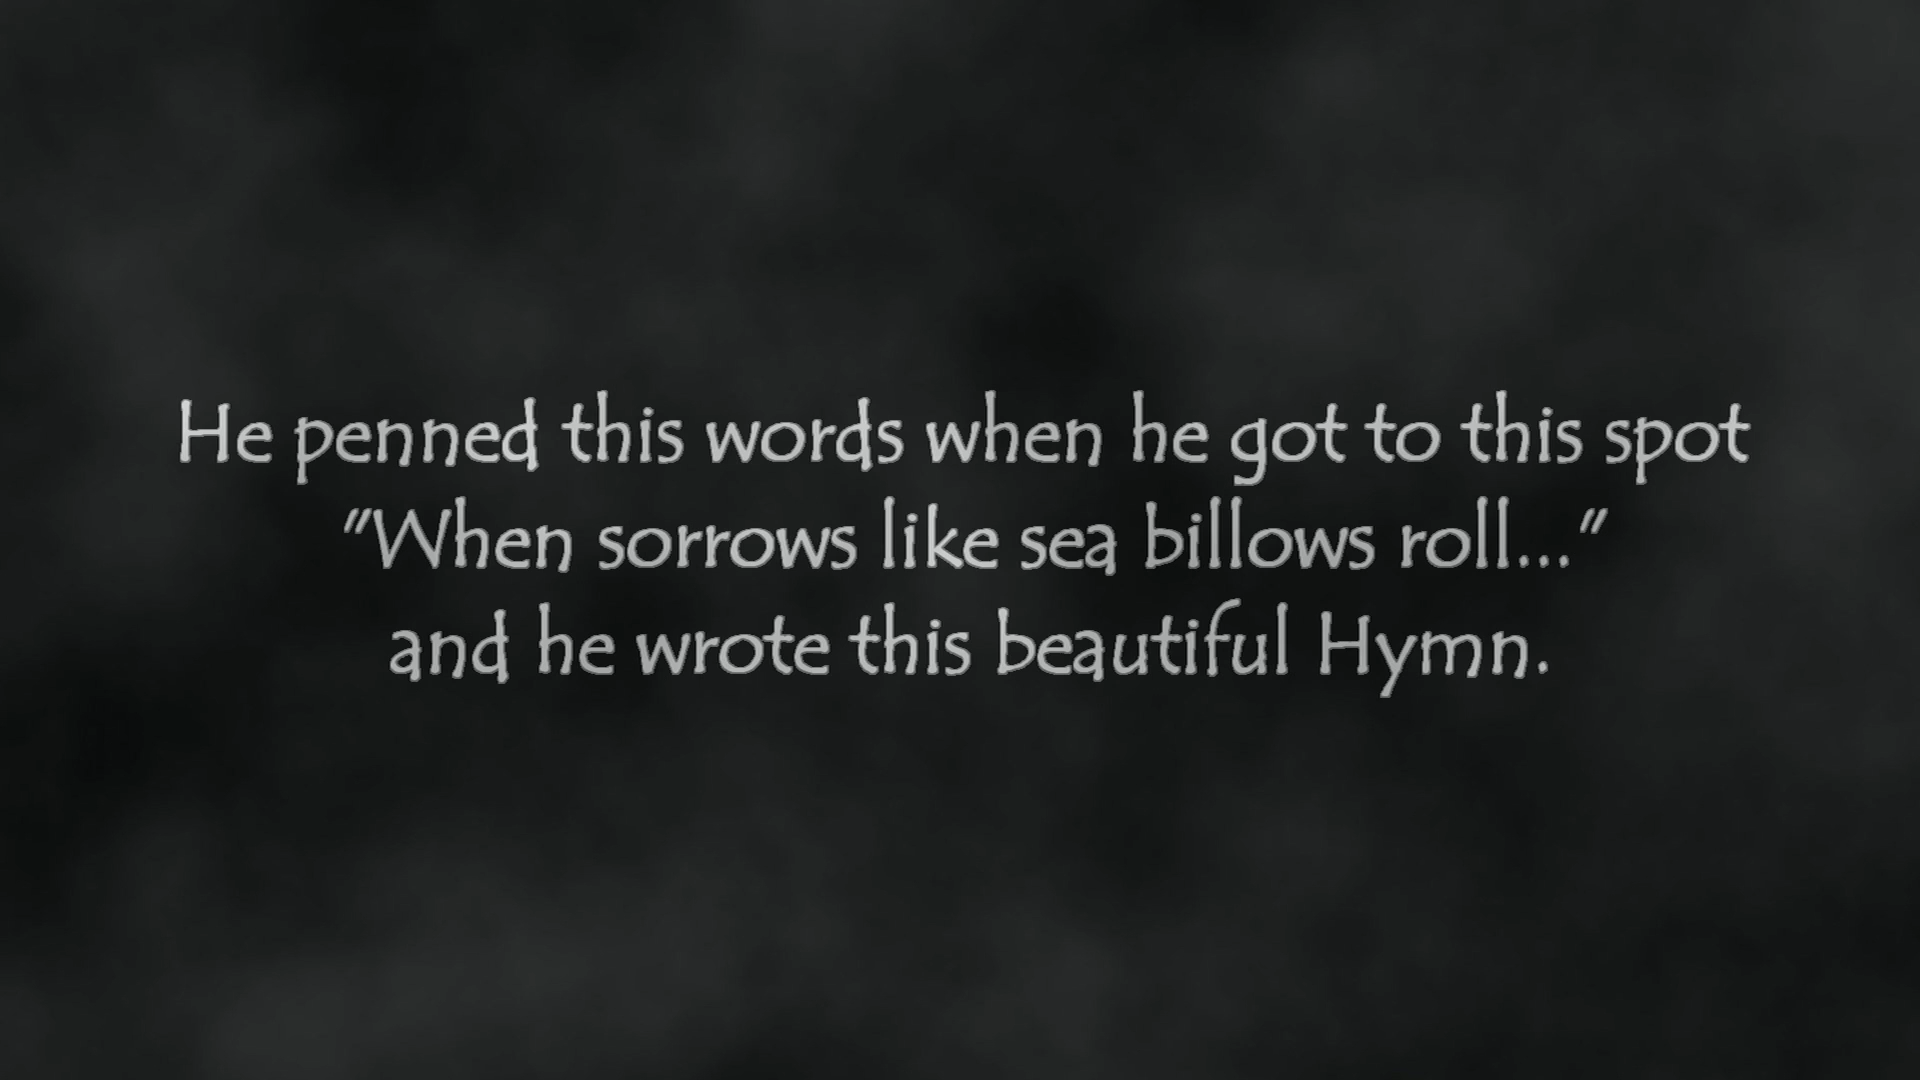 He penned this words when he got to this spot
"When sorrows like sea billows roll..."
and he wrote this beautiful Hymn.